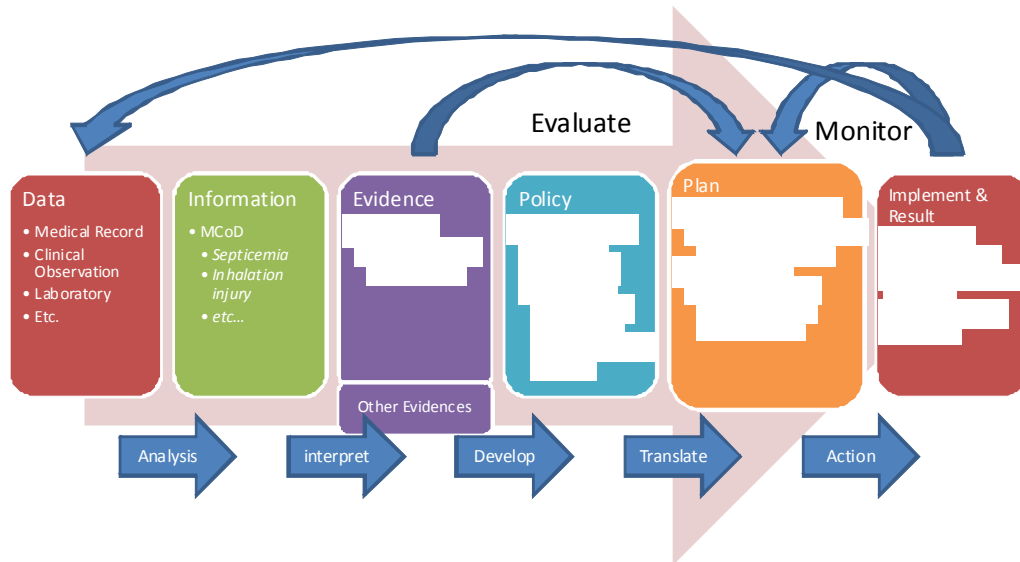 Evaluate
Monitor
Data
• Medical Record
• Clinical
Observation
• Laboratory
• Etc.
Information
• MCoD
• Septicemia
• Inhalation
injury
• etc...
Evidence
Other Evidences
Policy
Plan
Implement &
Result
Analysis
interpret
Develop
Translate
Action